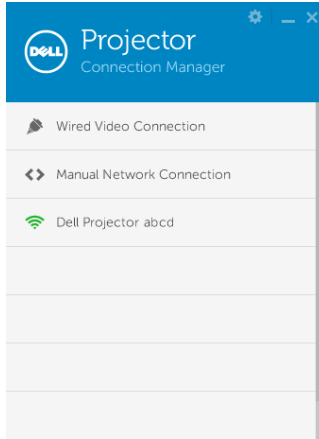 DELL
Projector
Connection Manager
Wired Video Connection
Manual Network Connection
Dell Projector abcd